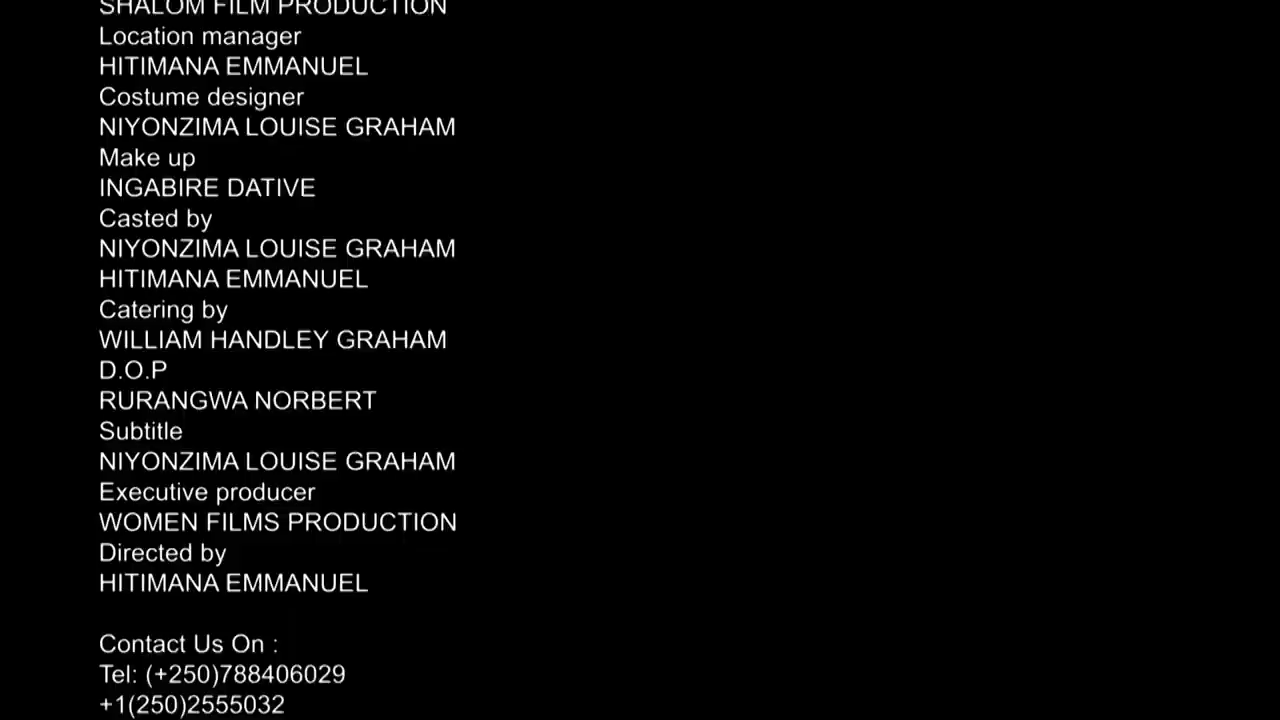 SHALOM FILM PRODUCTION
Location manager
HITIMANA EMMANUEL
Costume designer
NIYONZIMA LOUISE GRAHAM
Make up
INGABIRE DATIVE
Casted by
NIYONZIMA LOUISE GRAHAM
HITIMANA EMMANUEL
Catering by
WILLIAM HANDLEY GRAHAM
D.O.P
RURANGWA NORBERT
Subtitle
NIYONZIMA LOUISE GRAHAM
Executive producer
WOMEN FILMS PRODUCTION
Directed by
HITIMANA EMMANUEL
Contact Us On :
Tel: (+250)788406029
+1(250)2555032